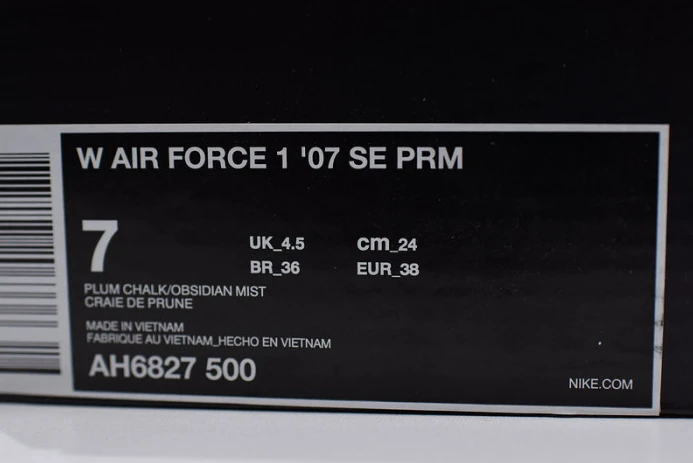 W AIR FORCE 1 '07 SE PRM
7
UK_4.5 cm_24
BR_36 EUR_38
PLUM CHALK/OBSIDIAN MIST
CRAIE DE PRUNE
MADE IN VIETNAM
FABRIQUE AU VIETNAM_HECHO EN VIETNAM
AH6827 500
NIKE.COM